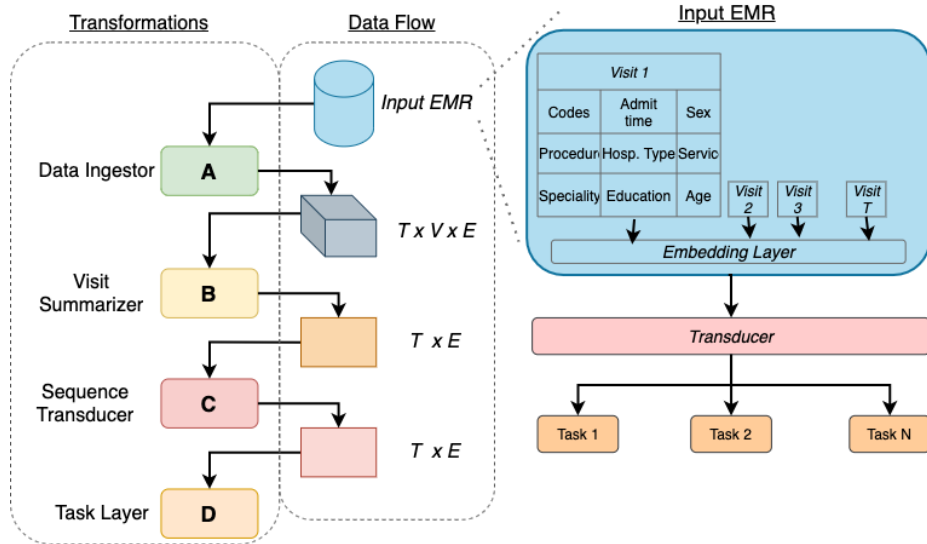 Transformations
Data Flow
Input EMR
A
Data Ingestor
T x V x E
B
Visit
Summarizer
T x E
C
Sequence
Transducer
T x E
D
Task Layer
Input EMR
Visit 1
Codes
Admit
time
Sex
Procedur
Hosp. Type
Servic
Speciality
Education
Age
Visit
2
Visit
3
Visit
T
Embedding Layer
Transducer
Task 1
Task 2
Task N